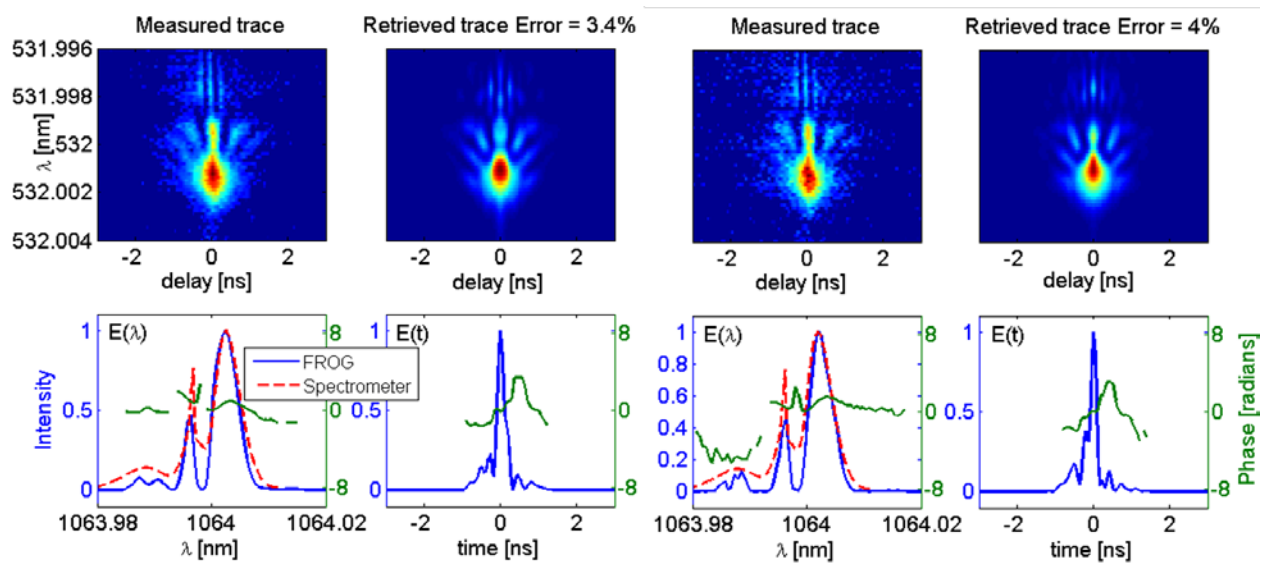 Measured trace
Retrieved trace Error = 3.4%
Measured trace
Retrieved trace Error = 4%
531.996
531.998
532
532.002
532.004
λ [nm]
-2 0 2
delay [ns]
-2 0 2
delay [ns]
-2 0 2
delay [ns]
-2 0 2
delay [ns]
E(λ)
1
0.5
0
Intensity
8
0
-8
FROG
Spectrometer
1063.98 1064 1064.02
λ [nm]
E(t)
1
0.5
0
8
0
-8
-2 0 2
time [ns]
E(λ)
1
0.8
0.6
0.4
0.2
0
8
0
-8
1063.98 1064 1064.02
λ [nm]
E(t)
1
0.5
0
8
0
-8
Phase [radians]
-2 0 2
time [ns]